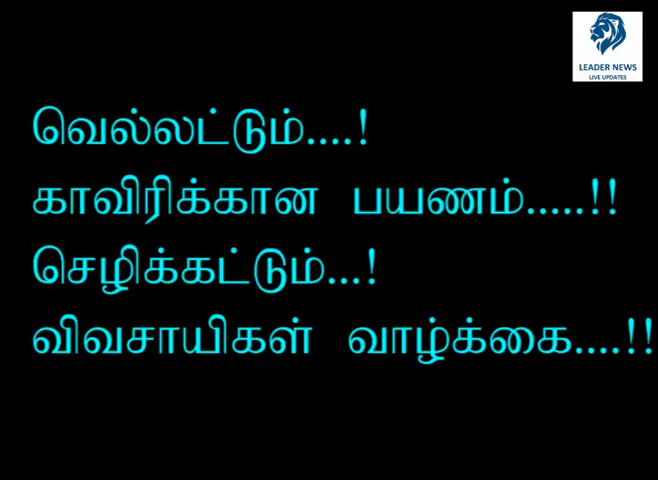 LEADER NEWS
LIVE UPDATES
வெல்லட்டும்....!
காவிரிக்கான பயணம்.....!!
செழிக்கட்டும்...!
விவசாயிகள் வாழ்க்கை....!!